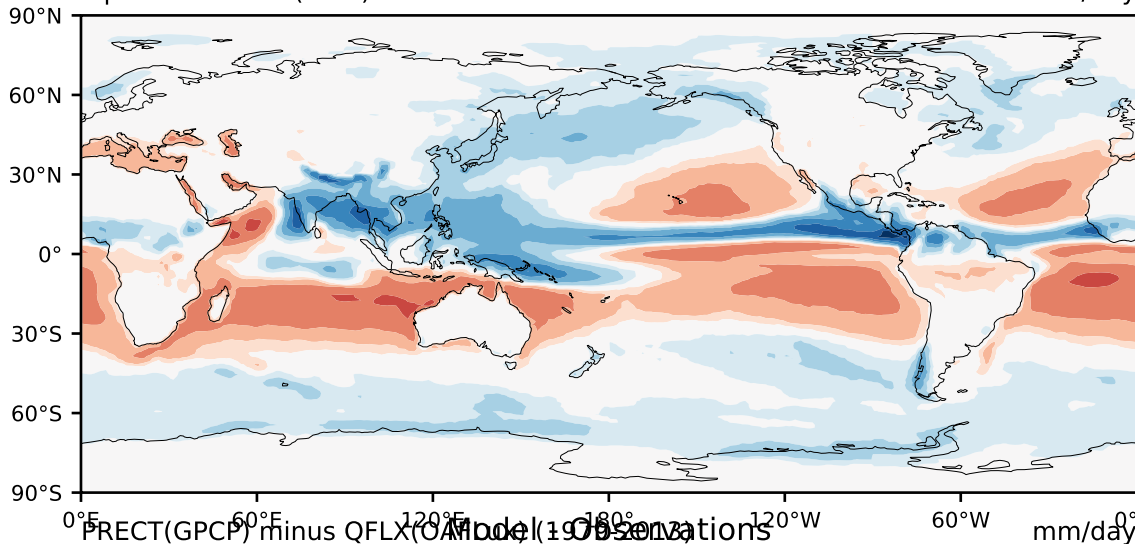 90°N
60°N
30°N
0°
30°S
60°S
90°S
0°E 60°E 120°E 180° 120°W 60°W 0°
PRECT(GPCP) minus QFLX(OAFlux) (1979-2013) mm/day
Model - Observations